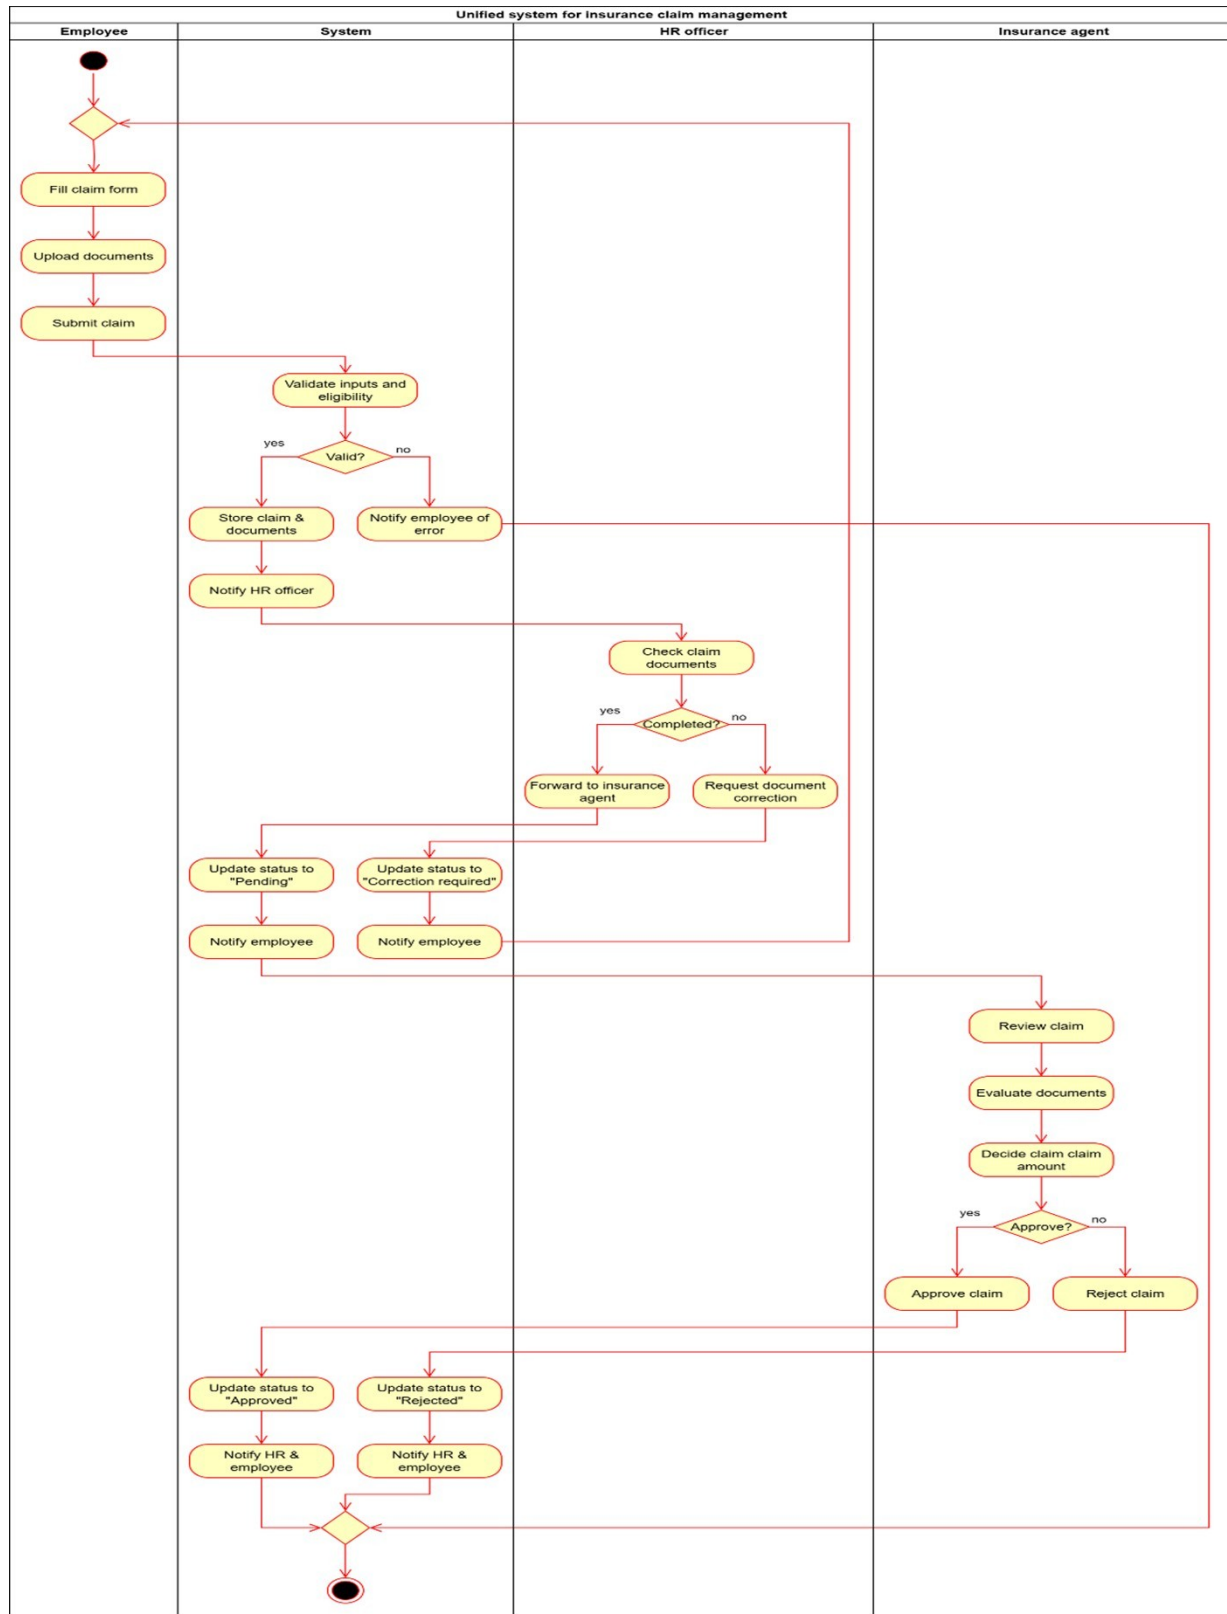 Unified system for insurance claim management
Employee
System
HR officer
Insurance agent
Fill claim form
Upload documents
Submit claim
Validate inputs and
eligibility
yes
Valid?
no
Store claim &
documents
Notify employee of
error
Notify HR officer
Check claim
documents
yes
Completed?
no
Forward to insurance
agent
Request document
correction
Update status to
"Pending"
Update status to
"Correction required"
Notify employee
Notify employee
Review claim
Evaluate documents
Decide claim claim
amount
yes
Approve?
no
Approve claim
Reject claim
Update status to
"Approved"
Update status to
"Rejected"
Notify HR &
employee
Notify HR &
employee